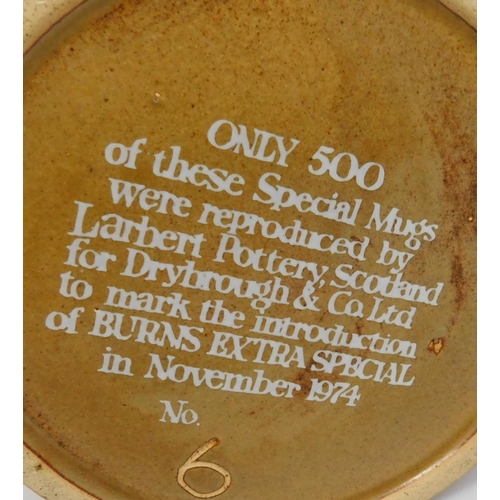 ONLY 500
of these Special Mugs
were reproduced by
Larbert Pottery, Scotland
for Drybrough & Co. Ltd
to mark the introduction
of BURNS EXTRA SPECIAL
in November 1974
No.
6